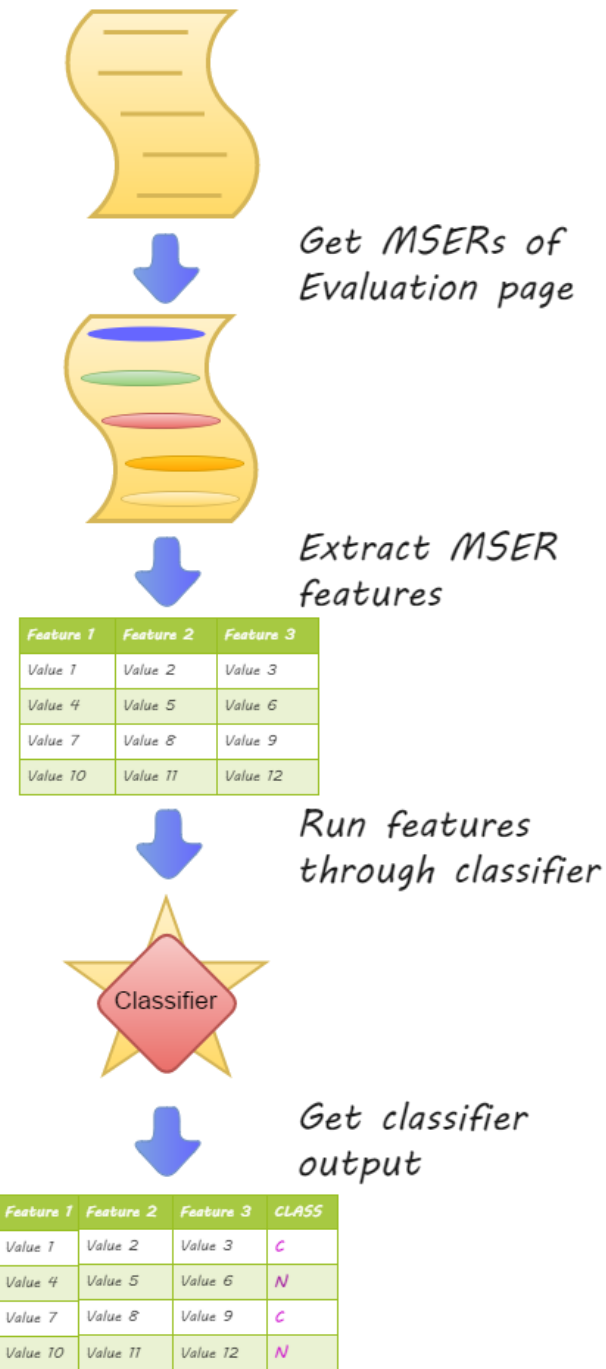 Get MSERs of
Evaluation page
Extract MSER
features
Feature 1 Feature 2 Feature 3
Value 1 Value 2 Value 3
Value 4 Value 5 Value 6
Value 7 Value 8 Value 9
Value 10 Value 11 Value 12
Run features
through classifier
Classifier
Get classifier
output
Feature 1 Feature 2 Feature 3 CLASS
Value 1 Value 2 Value 3 C
Value 4 Value 5 Value 6 N
Value 7 Value 8 Value 9 C
Value 10 Value 11 Value 12 N